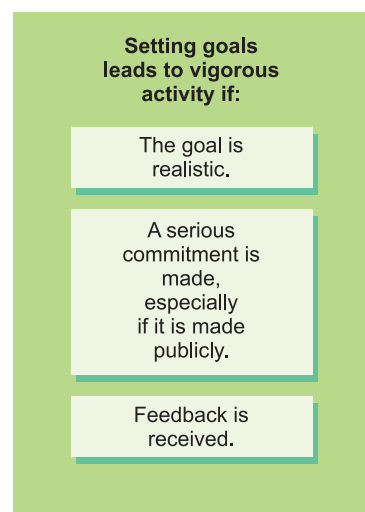 Setting goals
leads to vigorous
activity if:
The goal is
realistic.
A serious
commitment is
made,
especially
if it is made
publicly.
Feedback is
received.